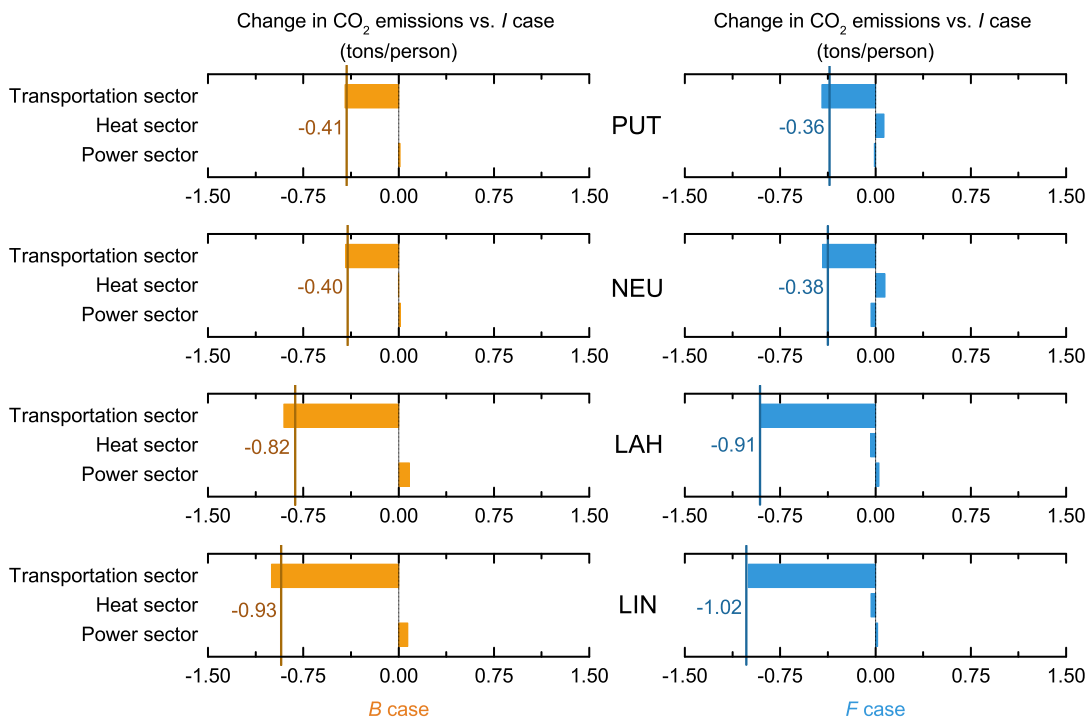 Change in CO2 emissions vs. I case
(tons/person)
Change in CO2 emissions vs. I case
(tons/person)
Transportation sector
Heat sector
Power sector
-0.41
PUT
-0.36
-1.50 -0.75 0.00 0.75 1.50
-1.50 -0.75 0.00 0.75 1.50
Transportation sector
Heat sector
Power sector
-0.40
NEU
-0.38
-1.50 -0.75 0.00 0.75 1.50
-1.50 -0.75 0.00 0.75 1.50
Transportation sector
Heat sector
Power sector
-0.82
LAH
-0.91
-1.50 -0.75 0.00 0.75 1.50
-1.50 -0.75 0.00 0.75 1.50
Transportation sector
Heat sector
Power sector
-0.93
LIN
-1.02
-1.50 -0.75 0.00 0.75 1.50
-1.50 -0.75 0.00 0.75 1.50
B case
F case